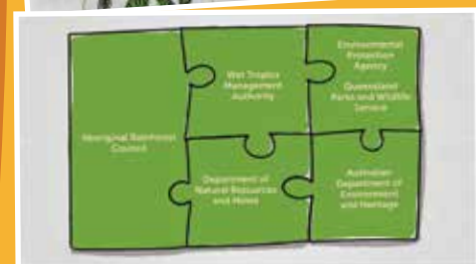 Aboriginal Rainforest
Council
Wet Tropics
Management
Authority
Environmental
Protection
Agency
Queensland
Parks and Wildlife
Service
Department of
Natural Resources
and Mines
Australian
Department of
Environment
and Heritage